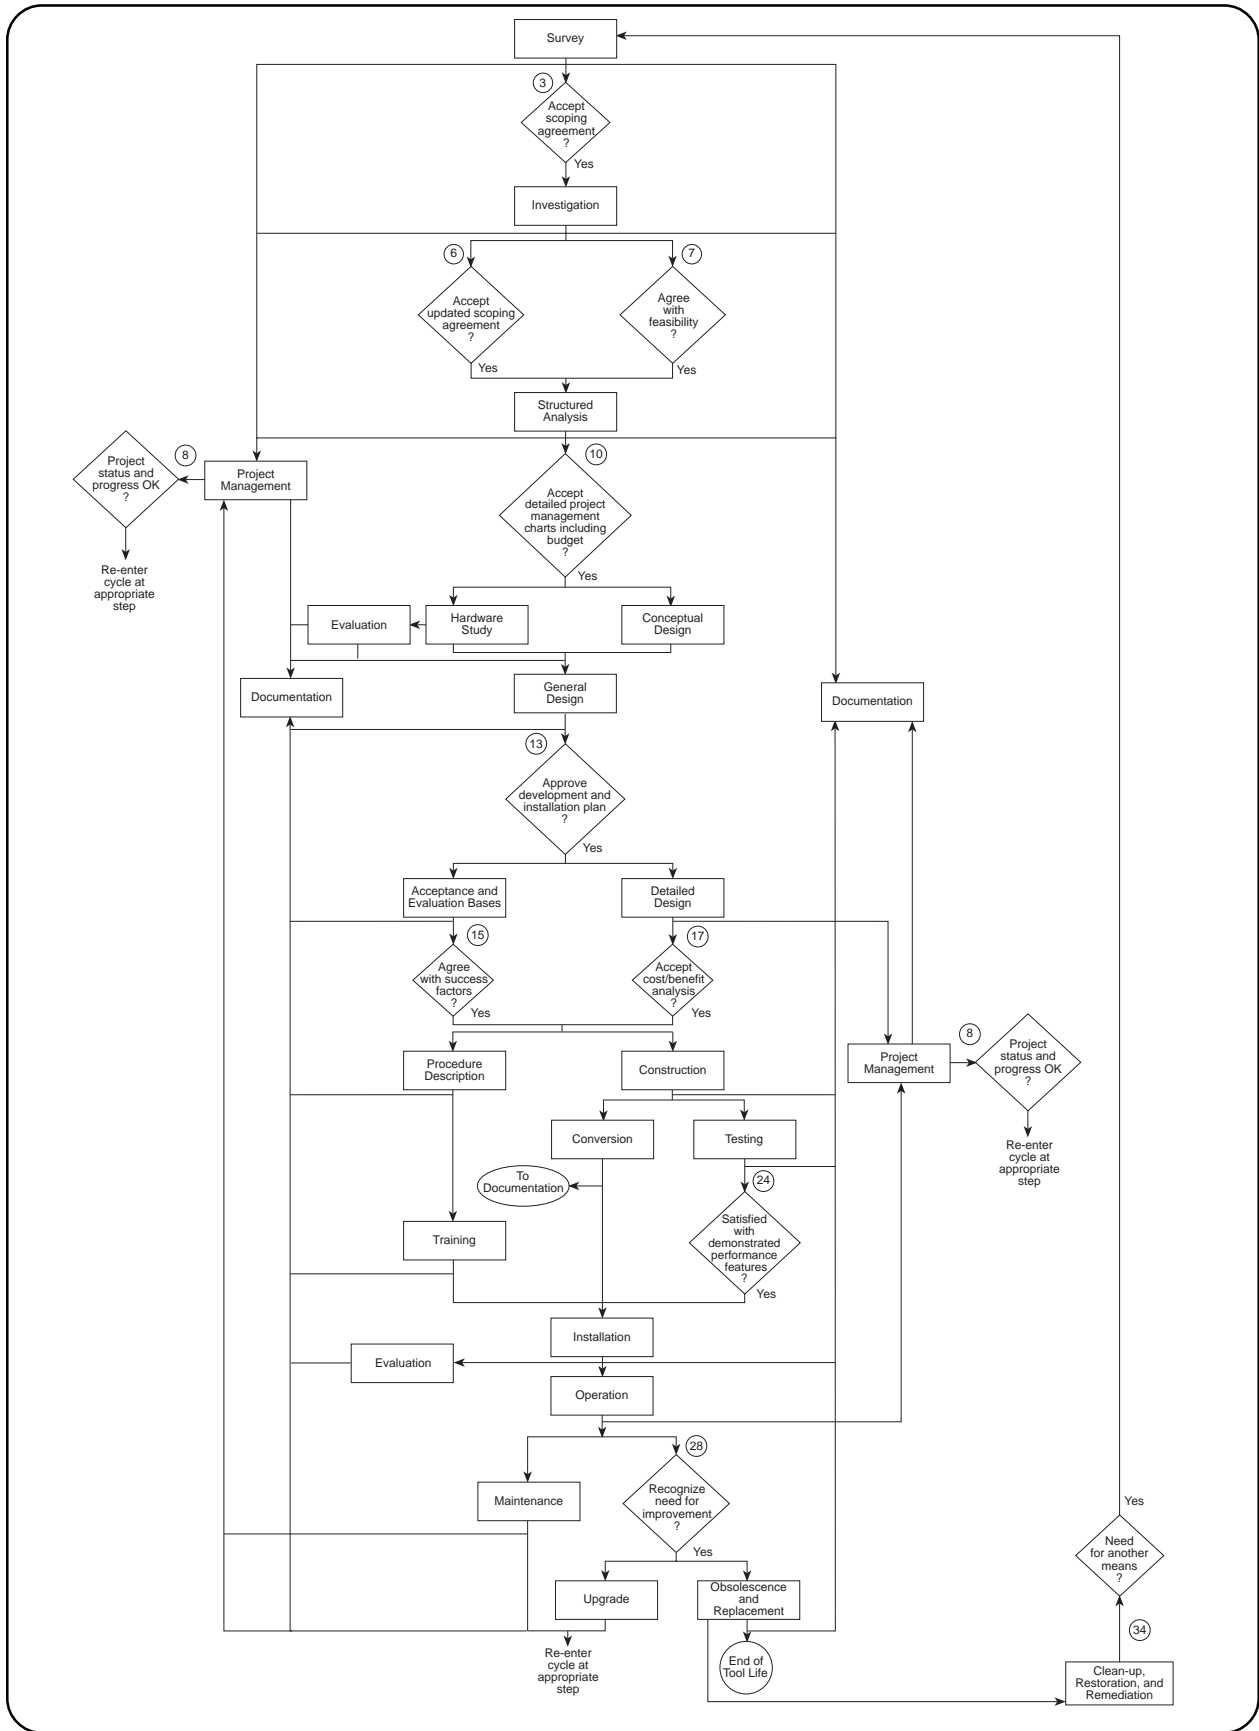 Survey
3
Accept
scoping
agreement
?
Yes
Investigation
6
7
Accept
updated scoping
agreement
?
Agree
with
feasibility
?
Yes
Yes
Structured
Analysis
Project
status and
progress OK
?
8
Project
Management
10
Accept
detailed project
management
charts including
budget
?
Yes
Re-enter
cycle at
appropriate
step
Evaluation
Hardware
Study
Conceptual
Design
Documentation
General
Design
Documentation
13
Approve
development and
installation plan
?
Yes
Acceptance and
Evaluation Bases
Detailed
Design
15
17
Agree
with success
factors
?
Accept
cost/benefit
analysis
?
Yes
Yes
Procedure
Description
Construction
Project
Management
8
Project
status and
progress OK
?
Conversion
Testing
Re-enter
cycle at
appropriate
step
To
Documentation
24
Training
Satisfied
with
demonstrated
performance
features
?
Yes
Installation
Evaluation
Operation
28
Maintenance
Recognize
need for
improvement
?
Yes
Yes
Need
for another
means
?
Upgrade
Obsolescence
and
Replacement
34
Re-enter
cycle at
appropriate
step
End of
Tool Life
Clean-up,
Restoration, and
Remediation